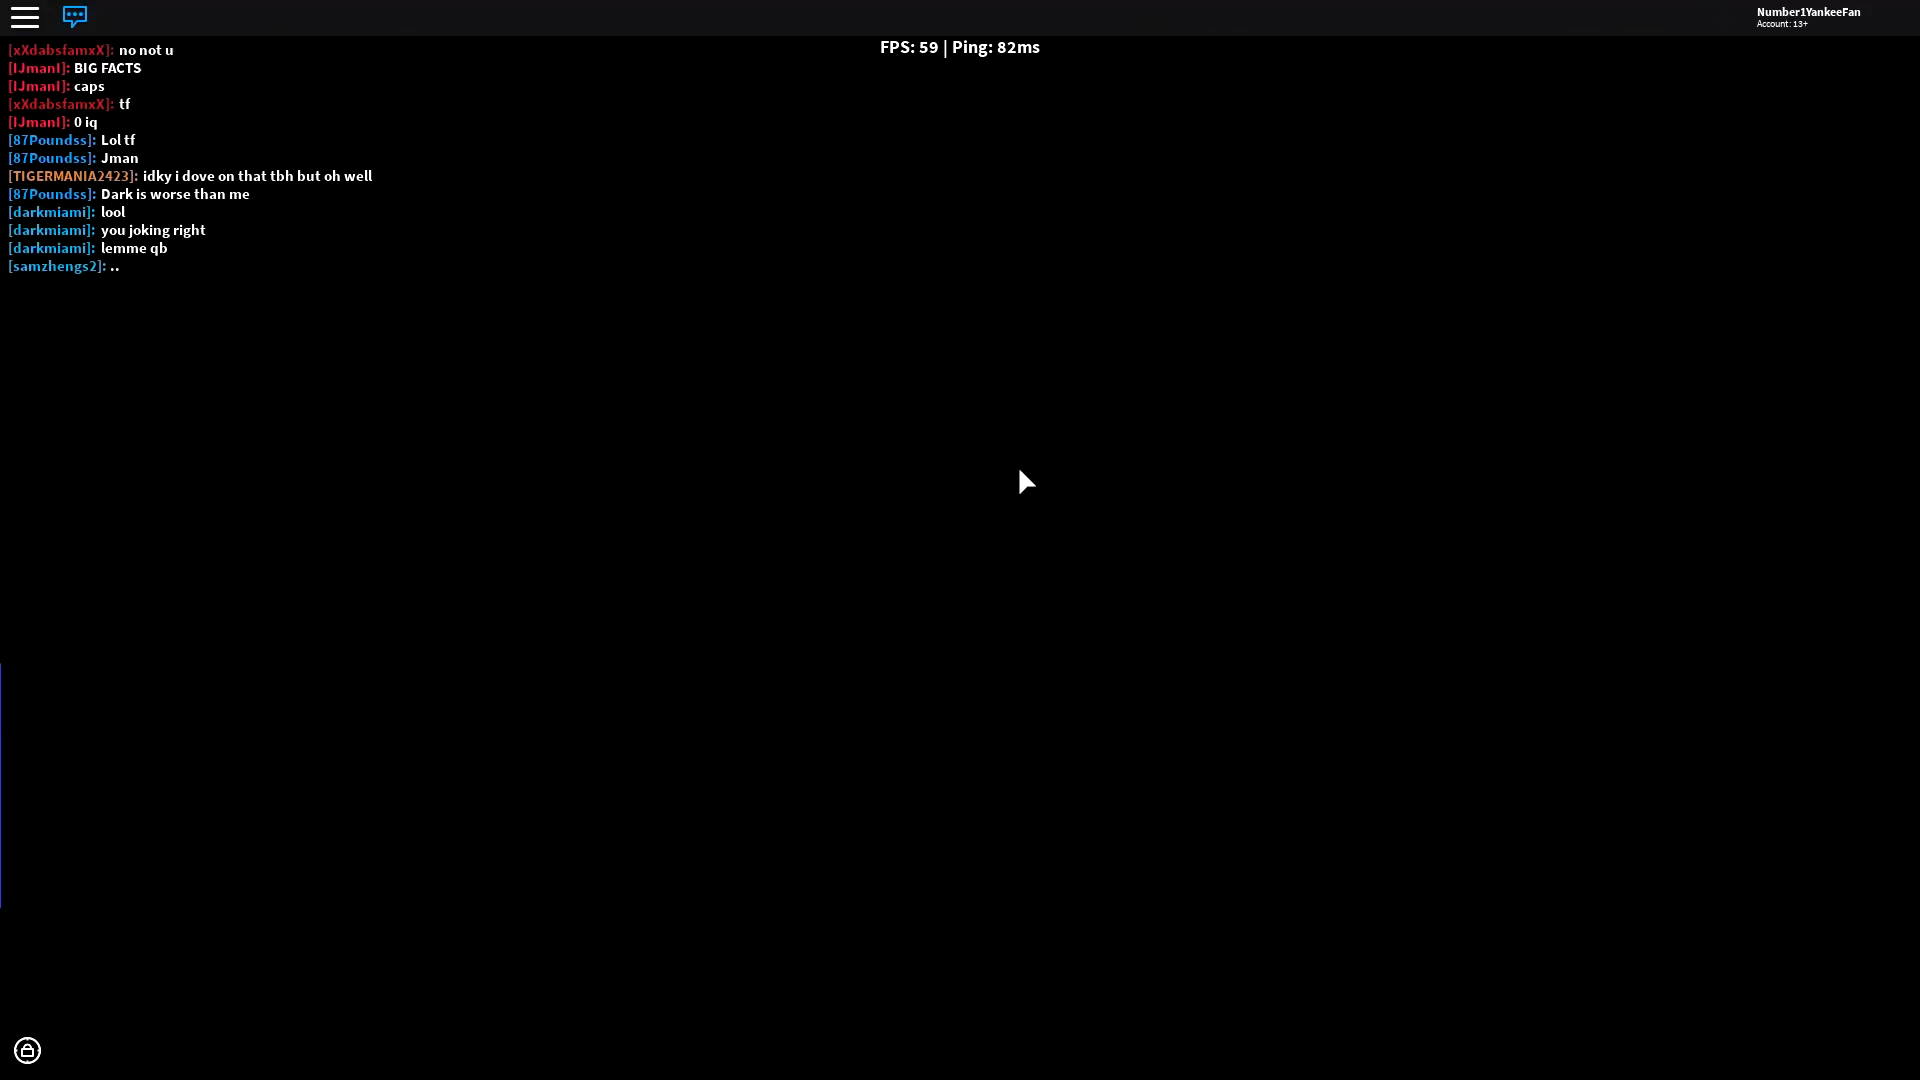 Number1YankeeFan
Account: 13+
FPS: 59 | Ping: 82ms
[xXdabsfamxX]: no not u
[IJmanI]: BIG FACTS
[IJmanI]: caps
[xXdabsfamxX]: tf
[IJmanI]: 0 iq
[87Poundss]: Lol tf
[87Poundss]: Jman
[TIGERMANIA2423]: idky i dove on that tbh but oh well
[87Poundss]: Dark is worse than me
[darkmiami]: lool
[darkmiami]: you joking right
[darkmiami]: lemme qb
[samzhengs2]: ..